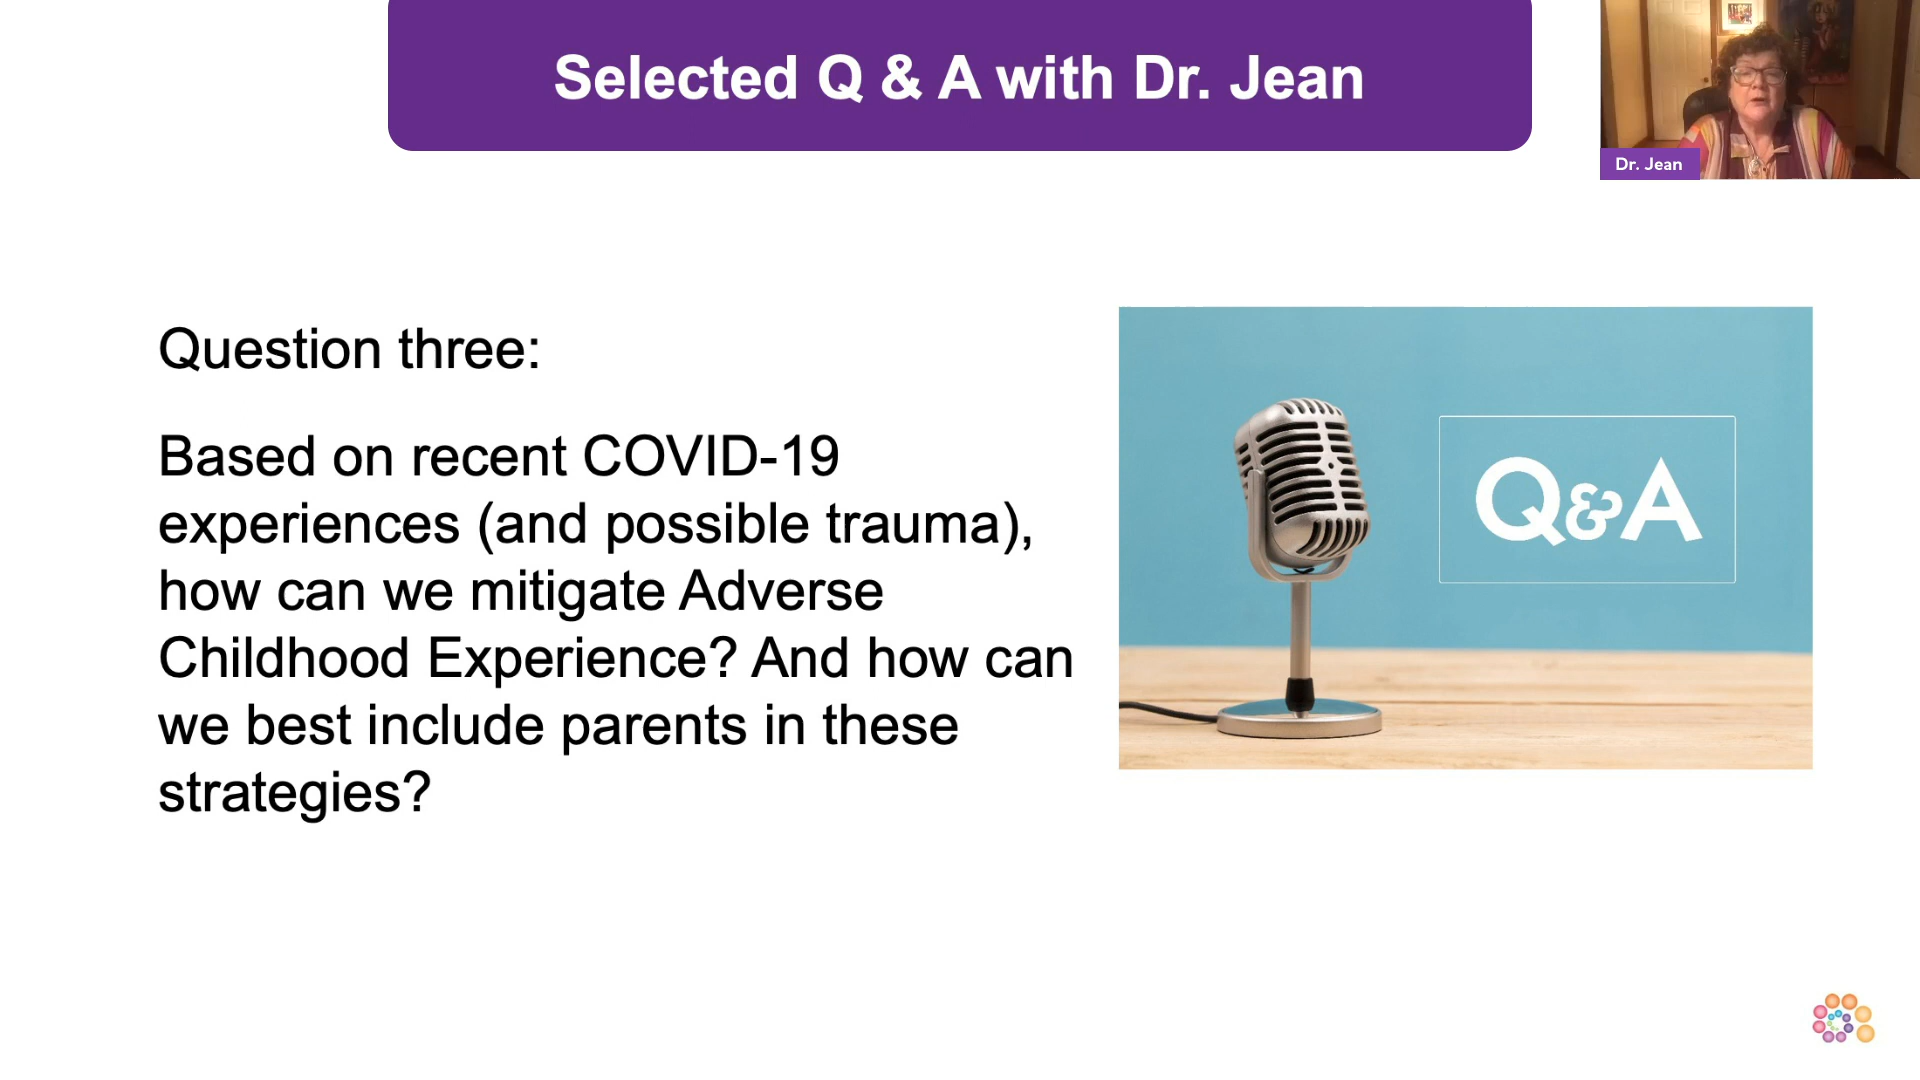 Selected Q & A with Dr. Jean
Dr. Jean
Question three:
Based on recent COVID-19
experiences (and possible trauma),
how can we mitigate Adverse
Childhood Experience? And how can
we best include parents in these
strategies?
Q&A